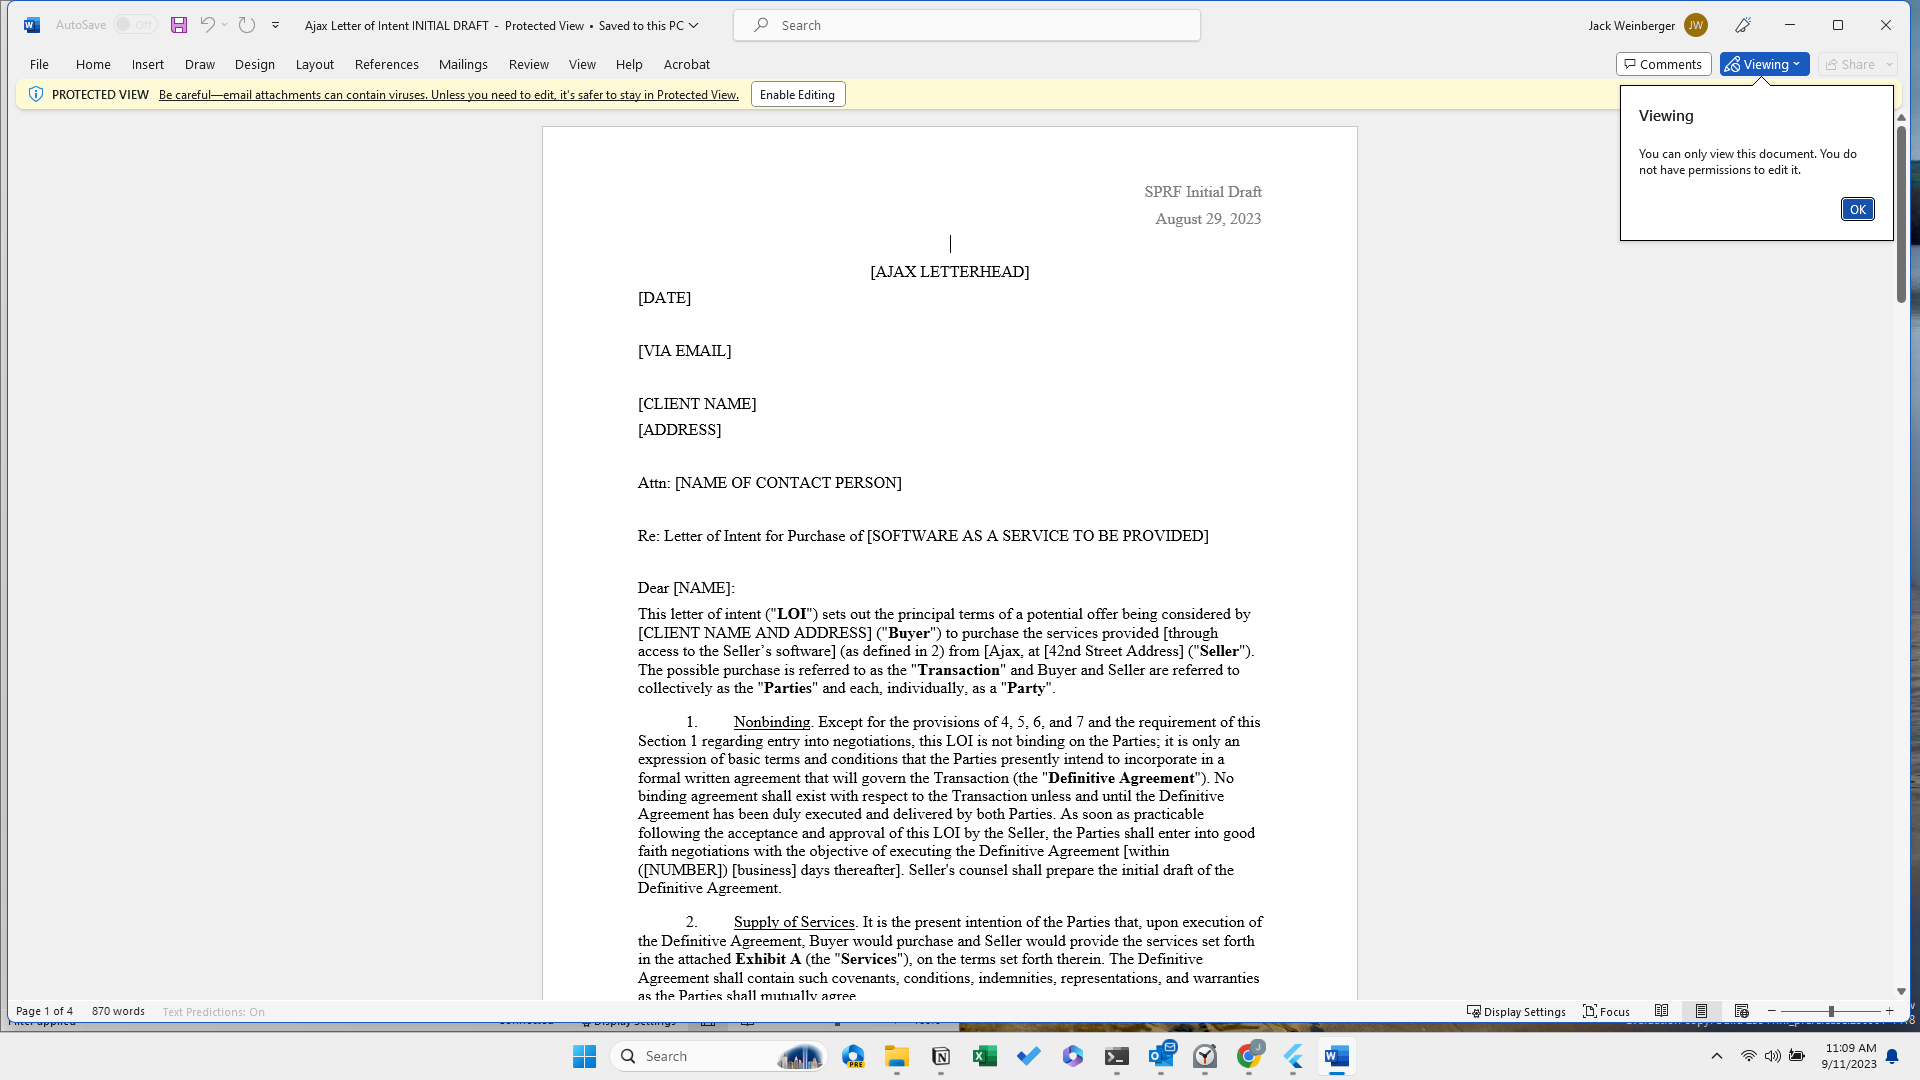 AutoSave Off Ajax Letter of Intent INITIAL DRAFT - Protected View • Saved to this PC Search Jack Weinberger JW
File Home Insert Draw Design Layout References Mailings Review View Help Acrobat Comments Viewing Share
PROTECTED VIEW Be careful—email attachments can contain viruses. Unless you need to edit, it's safer to stay in Protected View. Enable Editing
Viewing
You can only view this document. You do
not have permissions to edit it.
OK
SPRF Initial Draft
August 29, 2023
[AJAX LETTERHEAD]
[DATE]
[VIA EMAIL]
[CLIENT NAME]
[ADDRESS]
Attn: [NAME OF CONTACT PERSON]
Re: Letter of Intent for Purchase of [SOFTWARE AS A SERVICE TO BE PROVIDED]
Dear [NAME]:
This letter of intent ("LOI") sets out the principal terms of a potential offer being considered by
[CLIENT NAME AND ADDRESS] ("Buyer") to purchase the services provided [through
access to the Seller’s software] (as defined in 2) from [Ajax, at [42nd Street Address] ("Seller").
The possible purchase is referred to as the "Transaction" and Buyer and Seller are referred to
collectively as the "Parties" and each, individually, as a "Party".
1. Nonbinding. Except for the provisions of 4, 5, 6, and 7 and the requirement of this
Section 1 regarding entry into negotiations, this LOI is not binding on the Parties; it is only an
expression of basic terms and conditions that the Parties presently intend to incorporate in a
formal written agreement that will govern the Transaction (the "Definitive Agreement"). No
binding agreement shall exist with respect to the Transaction unless and until the Definitive
Agreement has been duly executed and delivered by both Parties. As soon as practicable
following the acceptance and approval of this LOI by the Seller, the Parties shall enter into good
faith negotiations with the objective of executing the Definitive Agreement [within
([NUMBER]) [business] days thereafter]. Seller's counsel shall prepare the initial draft of the
Definitive Agreement.
2. Supply of Services. It is the present intention of the Parties that, upon execution of
the Definitive Agreement, Buyer would purchase and Seller would provide the services set forth
in the attached Exhibit A (the "Services"), on the terms set forth therein. The Definitive
Agreement shall contain such covenants, conditions, indemnities, representations, and warranties
as the Parties shall mutually agree.
Page 1 of 4 870 words Text Predictions: On Display Settings Focus
Search PRE J 11:09 AM
9/11/2023